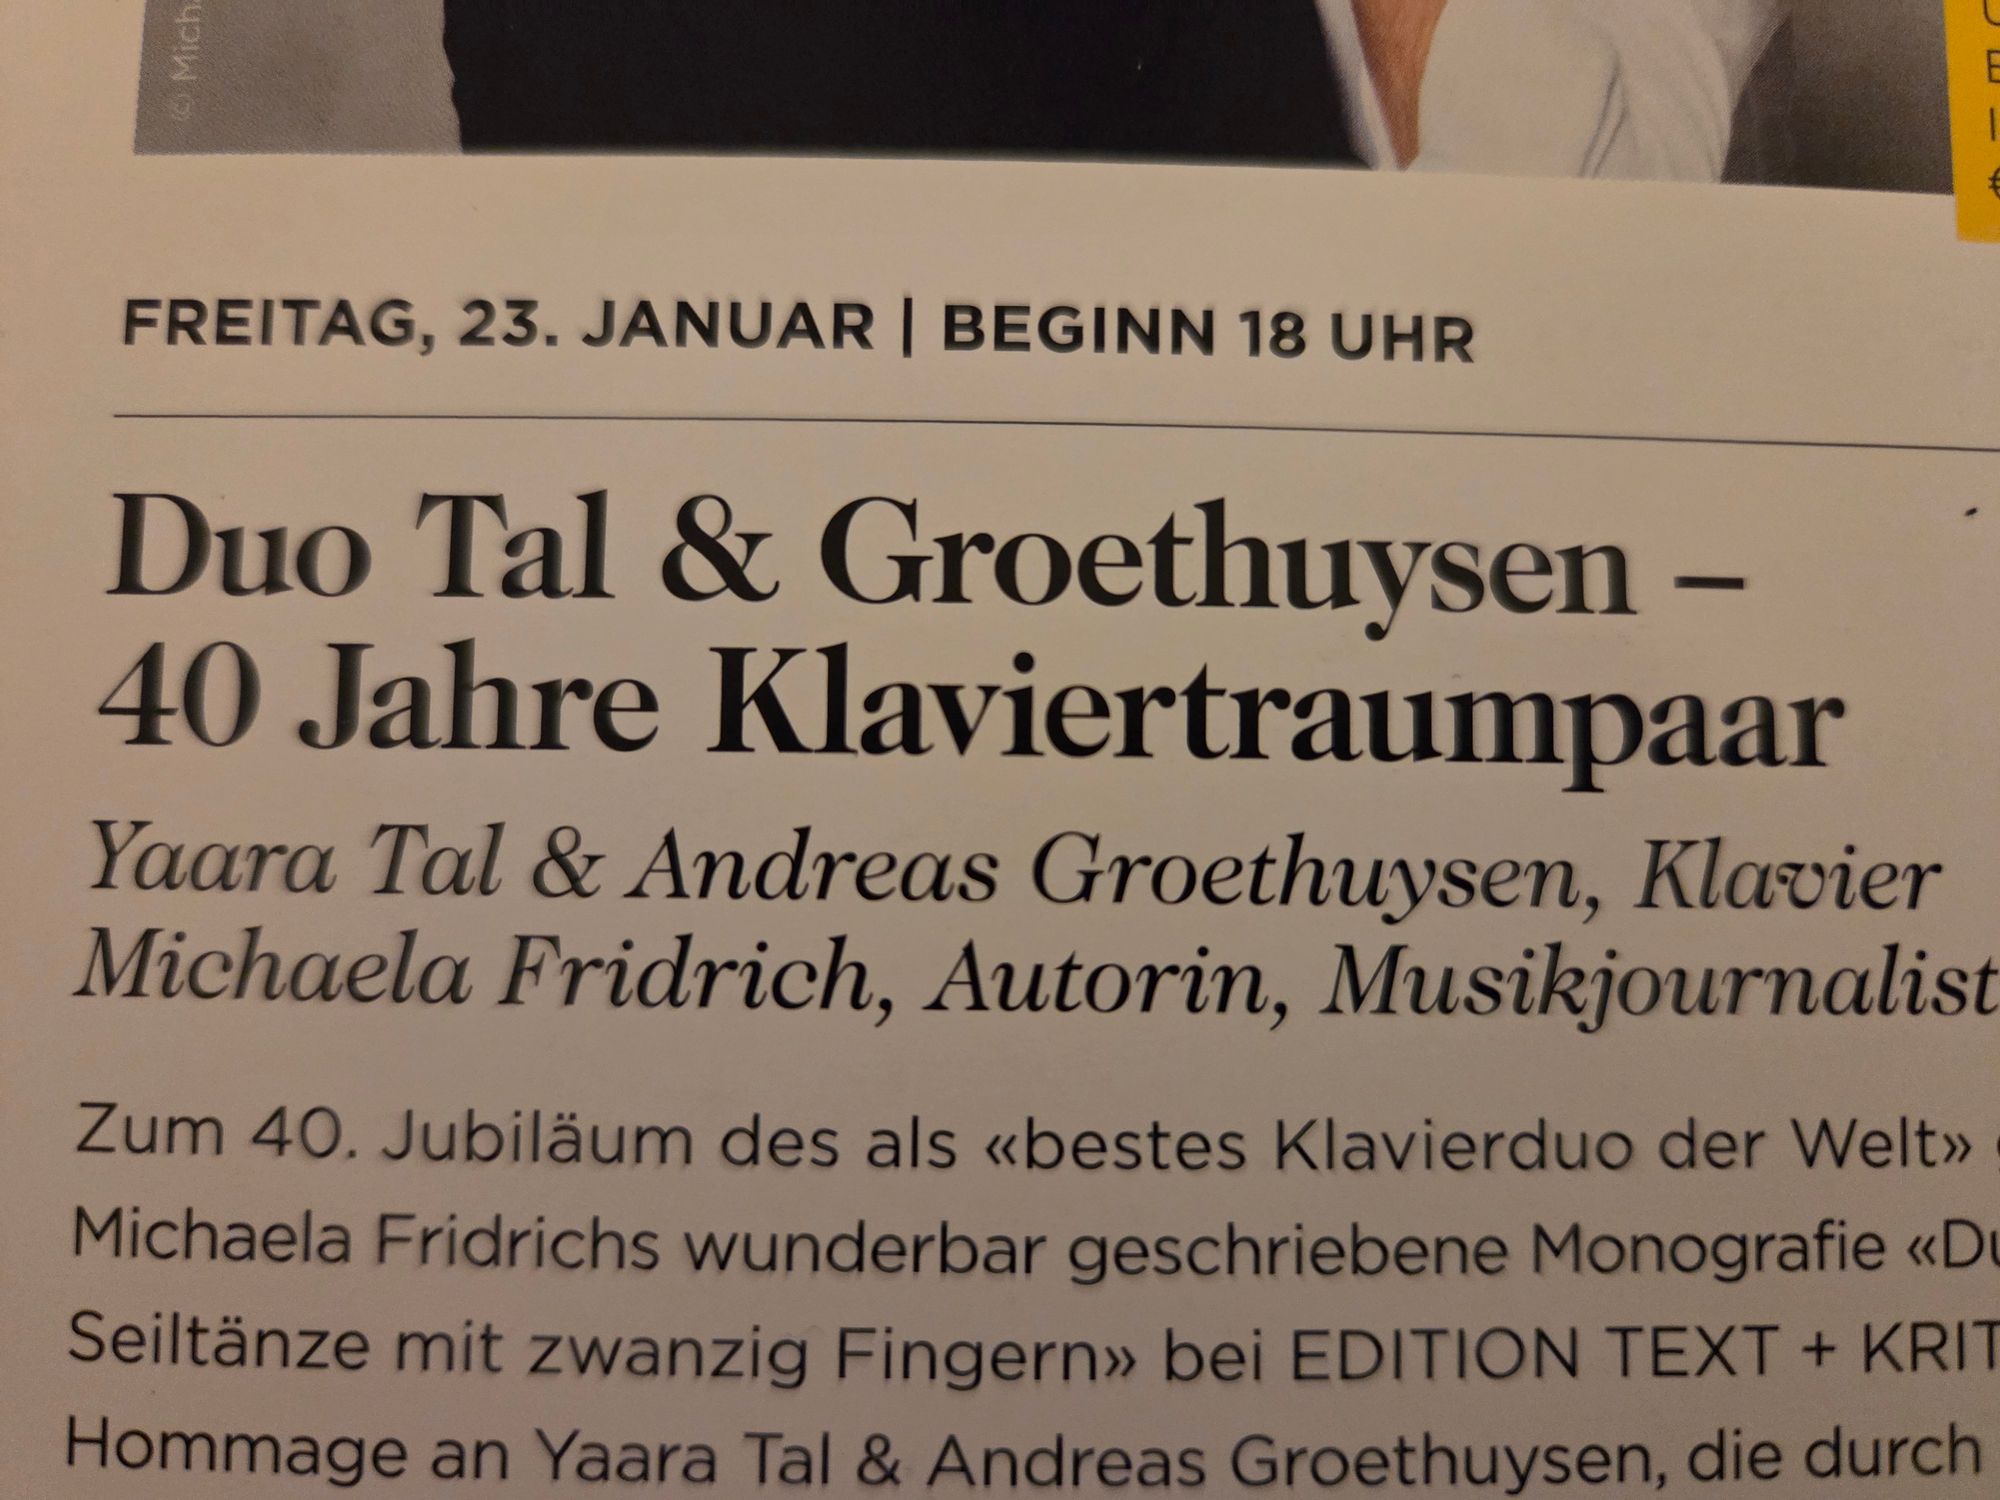 © Mich
FREITAG, 23. JANUAR | BEGINN 18 UHR
Duo Tal & Groethuysen –
40 Jahre Klaviertraumpaar
Yaara Tal & Andreas Groethuysen, Klavier
Michaela Fridrich, Autorin, Musikjournalist
Zum 40. Jubiläum des als «bestes Klavierduo der Welt»
Michaela Fridrichs wunderbar geschriebene Monografie «Du
Seiltänze mit zwanzig Fingern» bei EDITION TEXT + KRIT
Hommage an Yaara Tal & Andreas Groethuysen, die durch